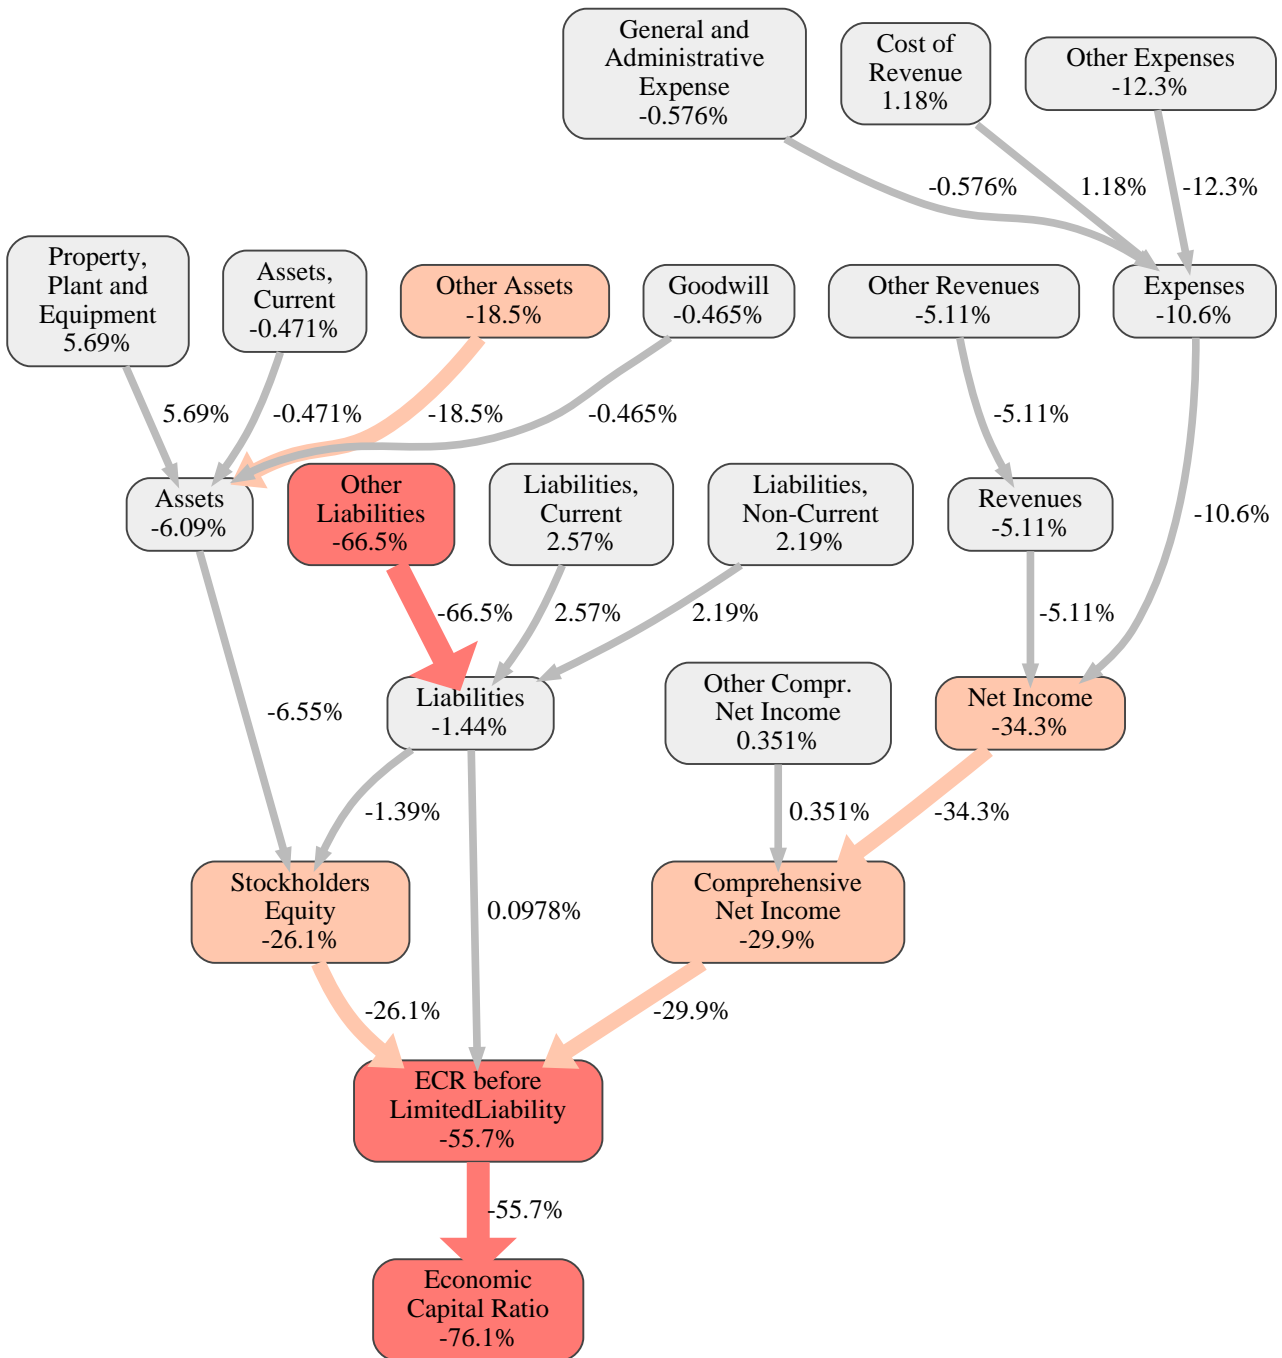 General and
Administrative
Expense
-0.576%
Cost of
Revenue
1.18%
Other Expenses
-12.3%
-0.576%
1.18%
-12.3%
Property,
Plant and
Equipment
5.69%
Assets,
Current
-0.471%
Other Assets
-18.5%
Goodwill
-0.465%
Other Revenues
-5.11%
Expenses
-10.6%
5.69%
-0.471%
-18.5%
-0.465%
-5.11%
-10.6%
Assets
-6.09%
Other
Liabilities
-66.5%
Liabilities,
Current
2.57%
Liabilities,
Non-Current
2.19%
Revenues
-5.11%
-66.5%
2.57%
2.19%
-5.11%
-6.55%
Liabilities
-1.44%
Other Compr.
Net Income
0.351%
Net Income
-34.3%
-1.39%
0.351%
-34.3%
Stockholders
Equity
-26.1%
0.0978%
Comprehensive
Net Income
-29.9%
-26.1%
-29.9%
ECR before
LimitedLiability
-55.7%
-55.7%
Economic
Capital Ratio
-76.1%